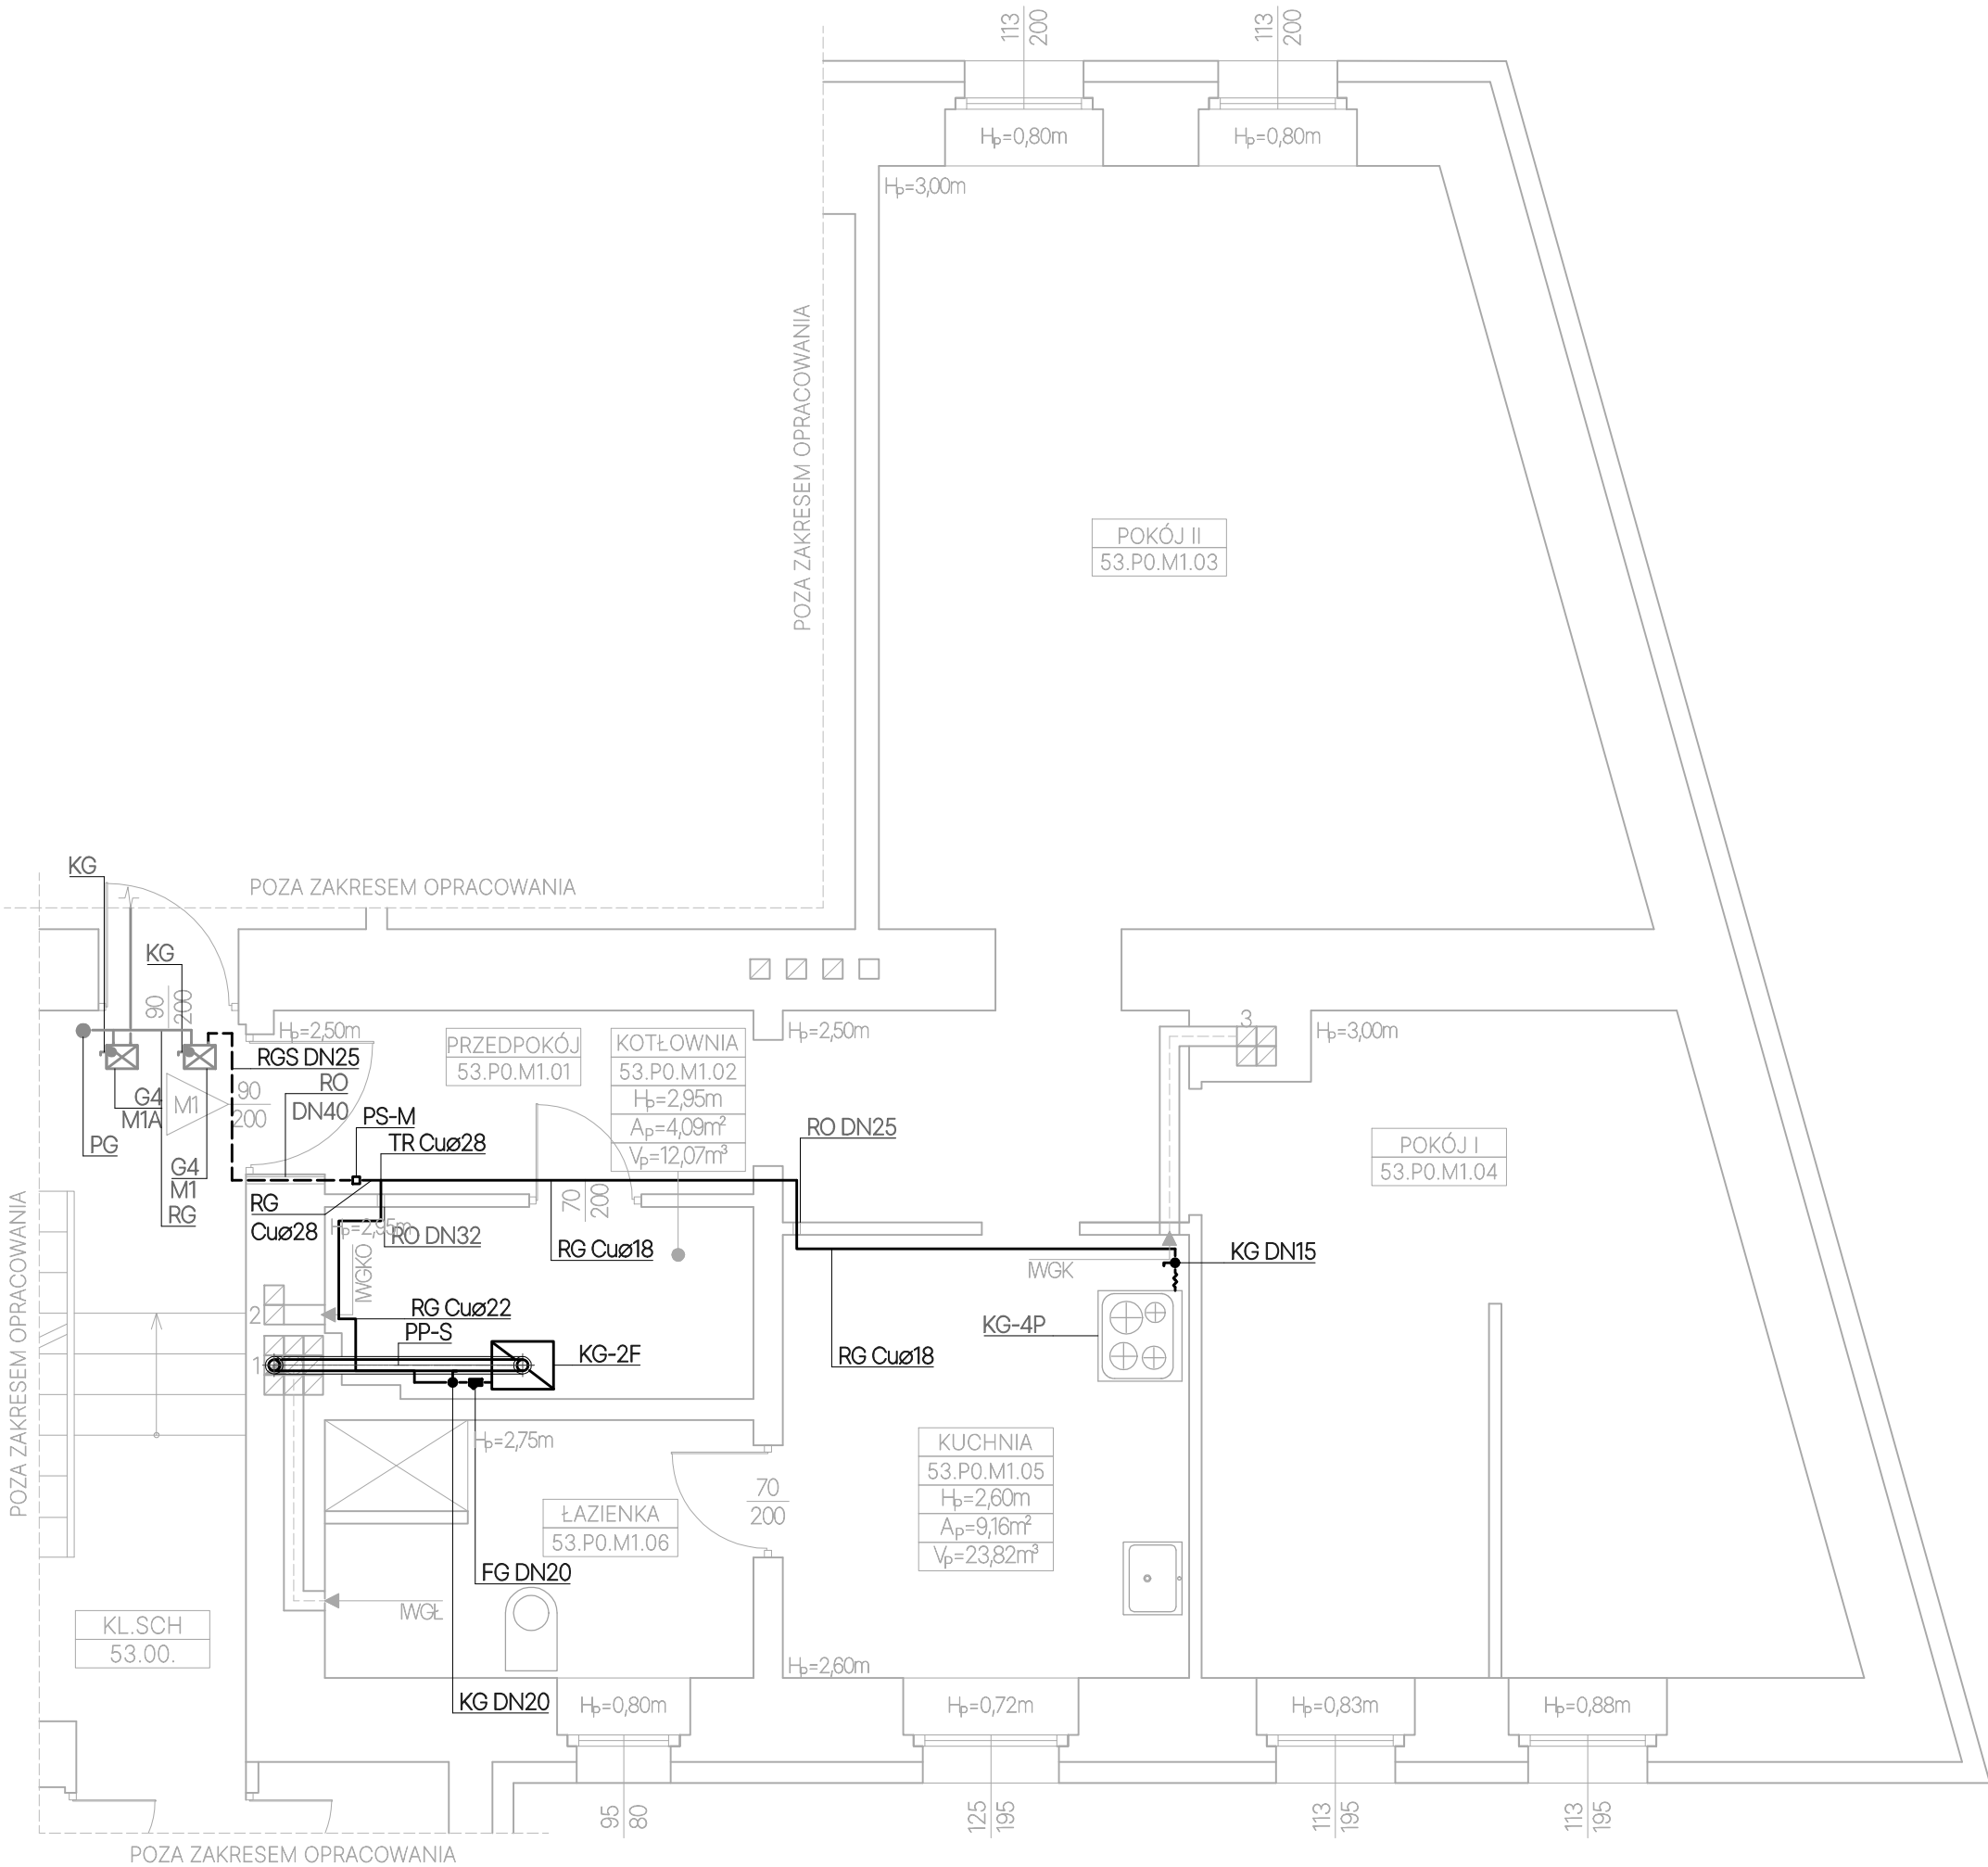 113
200
113
200
Hp=0,80m
Hp=0,80m
Hp=3,00m
POZA ZAKRESEM OPRACOWANIA
POKÓJ II
53.P0.M1.03
KG
POZA ZAKRESEM OPRACOWANIA
KG
90
200
Hp=2,50m
PRZEDPOKÓJ
53.P0.M1.01
KOTŁOWNIA
53.P0.M1.02
Hp=2,95m
Ap=4,09m²
Vp=12,07m³
Hp=2,50m
3
Hp=3,00m
RGS DN25
RO
DN40
G4
M1A
M1
90
200
PS-M
TR Cuø28
RO DN25
POKÓJ I
53.P0.M1.04
PG
G4
M1
RG
RG
Cuø28
Hp=2,95m
RO DN32
70
200
RG Cuø18
KG DN15
IWGKO
IWGK
POZA ZAKRESEM OPRACOWANIA
2
RG Cuø22
PP-S
KG-2F
KG-4P
1
RG Cuø18
Hp=2,75m
KUCHNIA
53.P0.M1.05
Hp=2,60m
Ap=9,16m²
Vp=23,82m³
70
200
ŁAZIENKA
53.P0.M1.06
FG DN20
IWGŁ
KL.SCH
53.00.
Hp=2,60m
KG DN20
Hp=0,80m
Hp=0,72m
Hp=0,83m
Hp=0,88m
95
80
125
195
113
195
113
195
POZA ZAKRESEM OPRACOWANIA